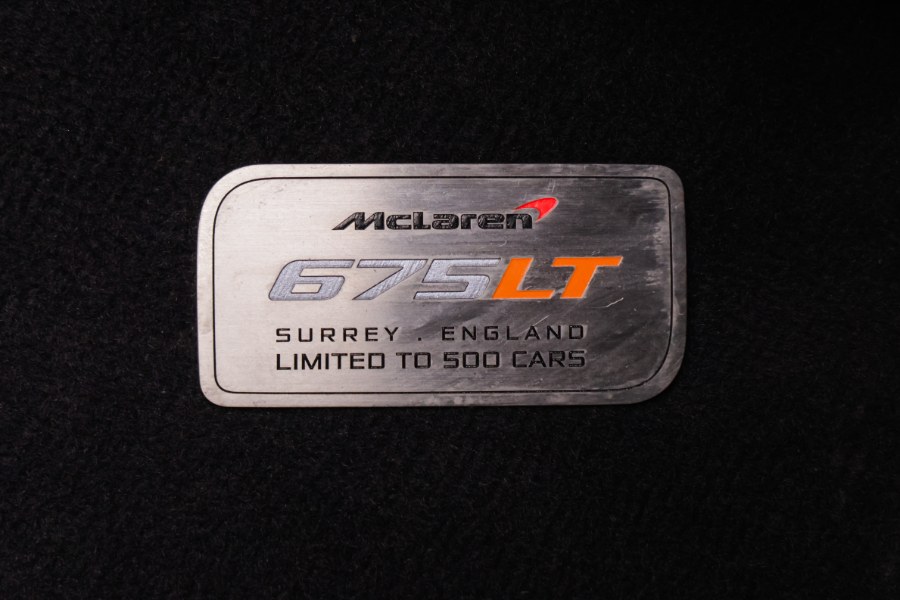 McLaren
675LT
SURREY . ENGLAND
LIMITED TO 500 CARS